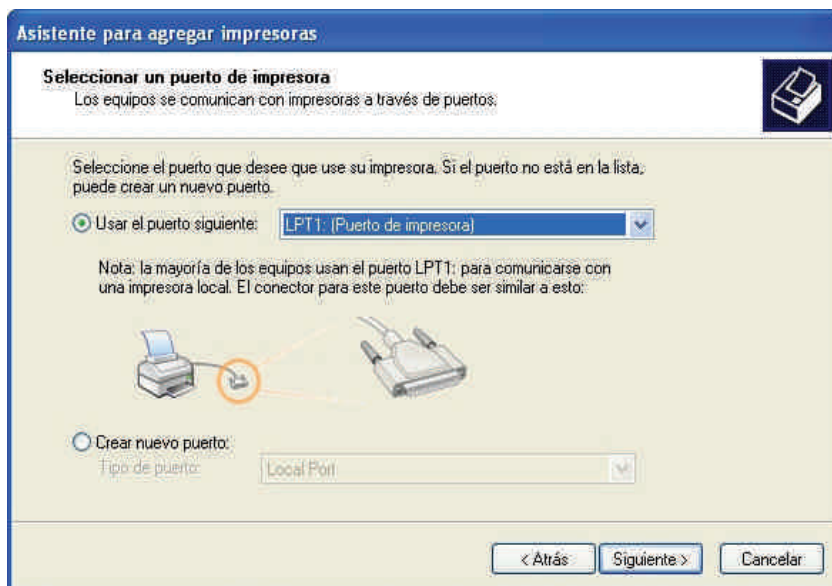 Asistente para agregar impresoras
Seleccionar un puerto de impresora
Los equipos se comunican con impresoras a través de puertos.
Seleccione el puerto que desee que use su impresora. Si el puerto no está en la lista,
puede crear un nuevo puerto.
Usar el puerto siguiente: LPT1: (Puerto de impresora)
Nota: la mayoría de los equipos usan el puerto LPT1: para comunicarse con
una impresora local. El conector para este puerto debe ser similar a esto:
Crear nuevo puerto:
Tipo de puerto: Local Port
< Atrás Siguiente > Cancelar